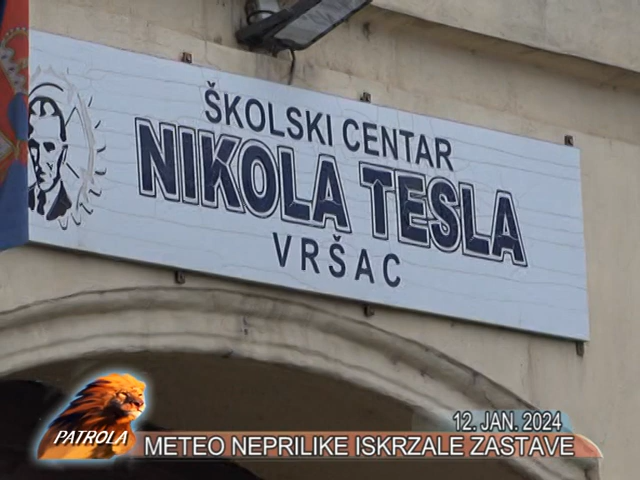 ŠKOLSKI CENTAR
NIKOLA TESLA
VRŠAC
12. JAN. 2024
PATROLA
METEO NEPRILIKE ISKRZALE ZASTAVE